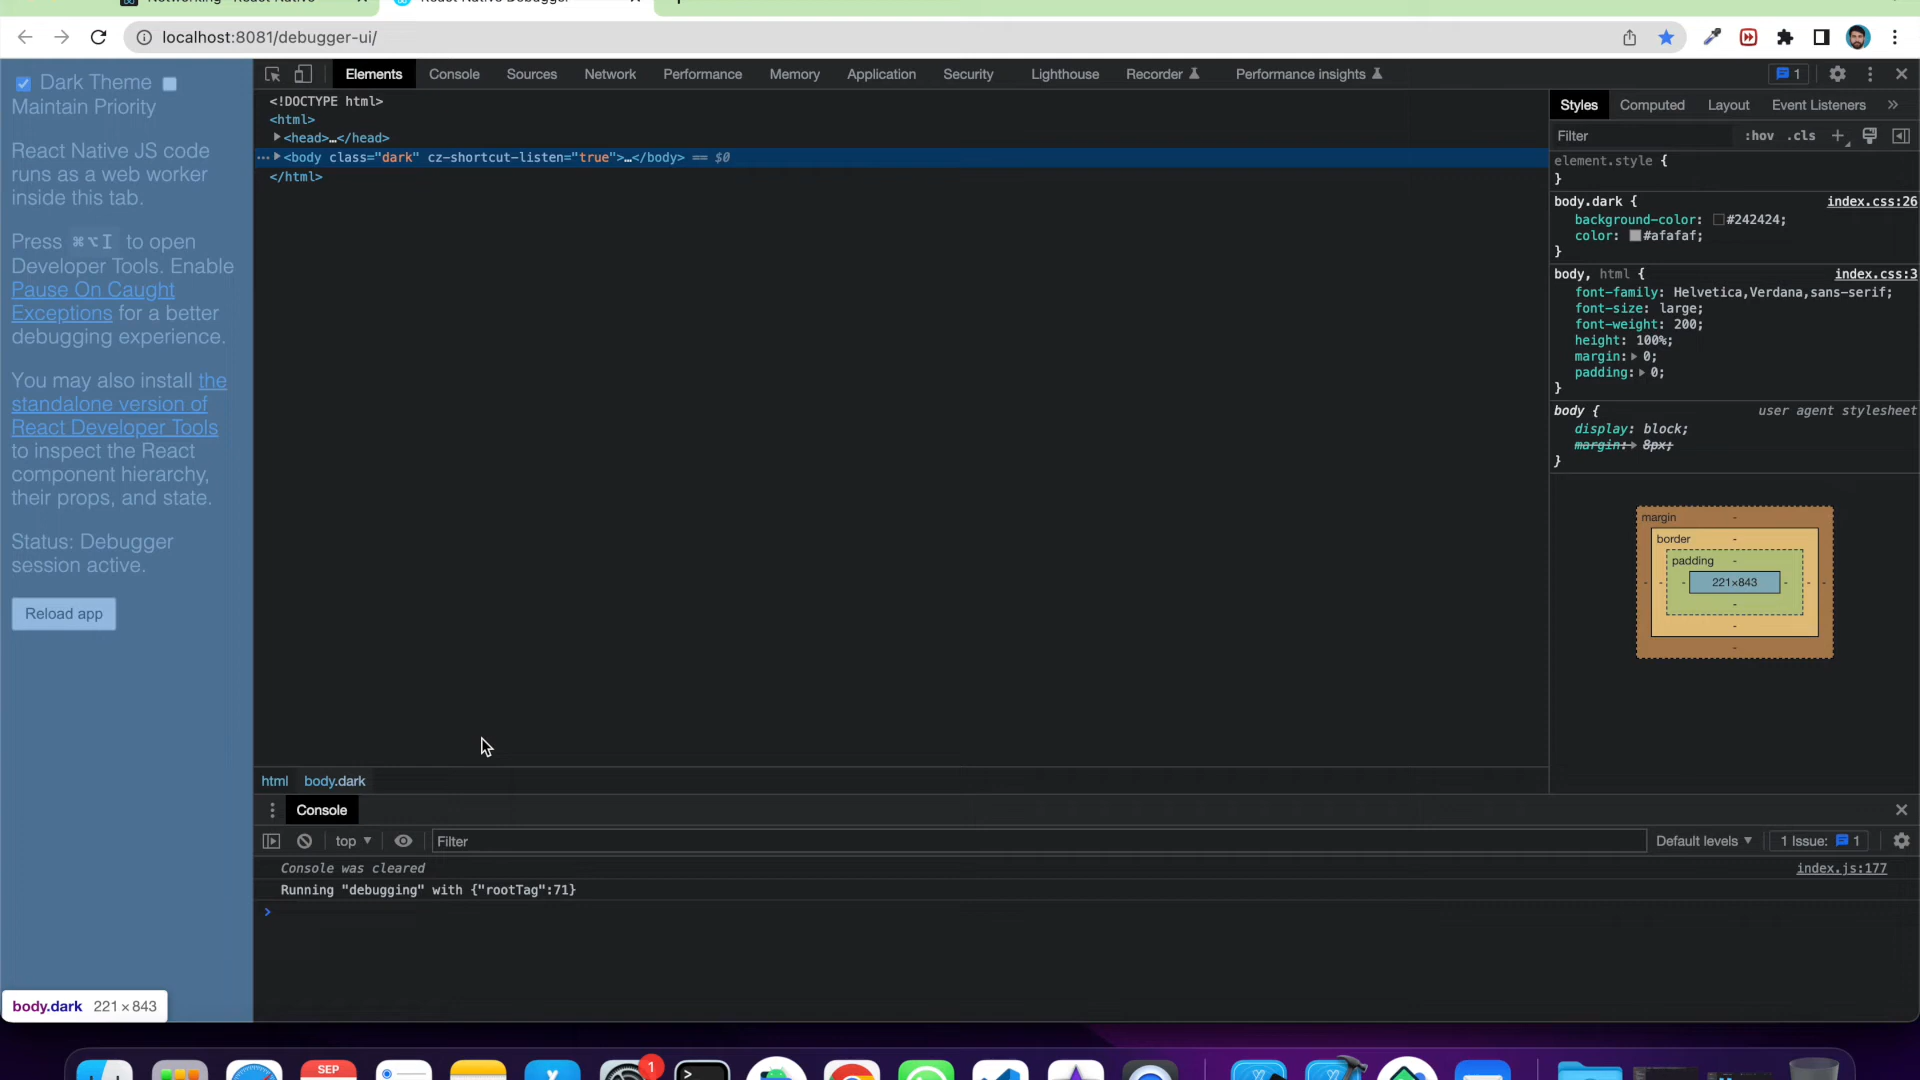 Networking · React Native
React Native Debugger
localhost:8081/debugger-ui/
Dark Theme
Maintain Priority
React Native JS code
runs as a web worker
inside this tab.
Press ⌘⌥I to open
Developer Tools. Enable
Pause On Caught
Exceptions for a better
debugging experience.
You may also install the
standalone version of
React Developer Tools
to inspect the React
component hierarchy,
their props, and state.
Status: Debugger
session active.
Reload app
body.dark 221 × 843
Elements Console Sources Network Performance Memory Application Security Lighthouse Recorder Performance insights 1
<!DOCTYPE html>
<html>
<head>…</head>
<body class="dark" cz-shortcut-listen="true">…</body> == $0
</html>
html body.dark
Styles Computed Layout Event Listeners »
Filter :hov .cls +
element.style {
}
body.dark { index.css:26
background-color: #242424;
color: #afafaf;
}
body, html { index.css:3
font-family: Helvetica,Verdana,sans-serif;
font-size: large;
font-weight: 200;
height: 100%;
margin: 0;
padding: 0;
}
body { user agent stylesheet
display: block;
margin: 8px;
}
margin -
border -
padding -
- - - 221×843 - - -
-
-
-
Console
top Filter Default levels 1 Issue: 1
Console was cleared index.js:177
Running "debugging" with {"rootTag":71}
>
SEP
1